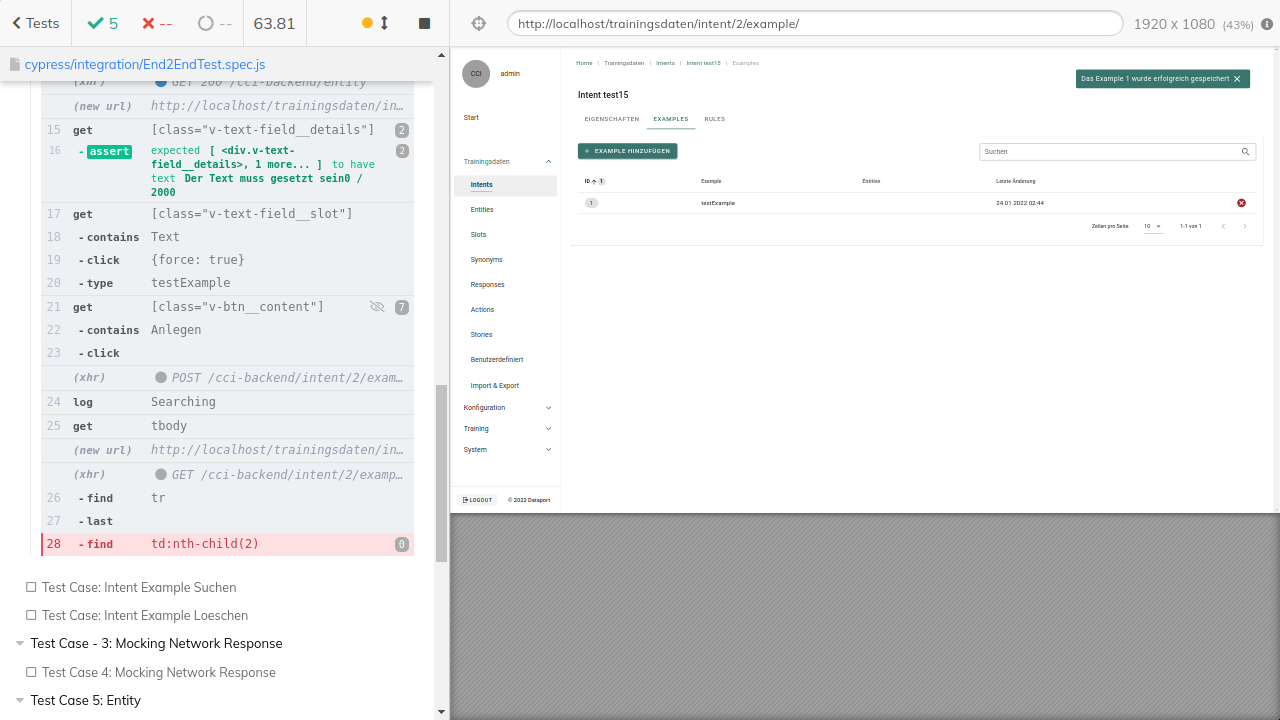 Tests
5
--
--
63.81
http://localhost/trainingsdaten/intent/2/example/
1920 x 1080 (43%)
cypress/integration/End2EndTest.spec.js
(xhr) GET 200 /cci-backend/entity
(new url) http://localhost/trainingsdaten/in…
15 get [class="v-text-field__details"] 2
16 -assert expected [ <div.v-text-field__details>, 1 more... ] to have text Der Text muss gesetzt sein0 / 2000 2
17 get [class="v-text-field__slot"]
18 -contains Text
19 -click {force: true}
20 -type testExample
21 get [class="v-btn__content"] 7
22 -contains Anlegen
23 -click
(xhr) POST /cci-backend/intent/2/exam…
24 log Searching
25 get tbody
(new url) http://localhost/trainingsdaten/in…
(xhr) GET /cci-backend/intent/2/examp…
26 -find tr
27 -last
28 -find td:nth-child(2) 0
Test Case: Intent Example Suchen
Test Case: Intent Example Loeschen
Test Case - 3: Mocking Network Response
Test Case 4: Mocking Network Response
Test Case 5: Entity
CCI admin
Start
Trainingsdaten
Intents
Entities
Slots
Synonyms
Responses
Actions
Stories
Benutzerdefiniert
Import & Export
Konfiguration
Training
System
LOGOUT © 2022 Dataport
Home | Trainingsdaten | Intents | Intent test15 | Examples
Das Example 1 wurde erfolgreich gespeichert
Intent test15
EIGENSCHAFTEN EXAMPLES RULES
+ EXAMPLE HINZUFÜGEN
Suchen
ID 1 Example Entities Letzte Änderung
1 testExample 24.01.2022 02:44
Zeilen pro Seite: 10 1-1 von 1